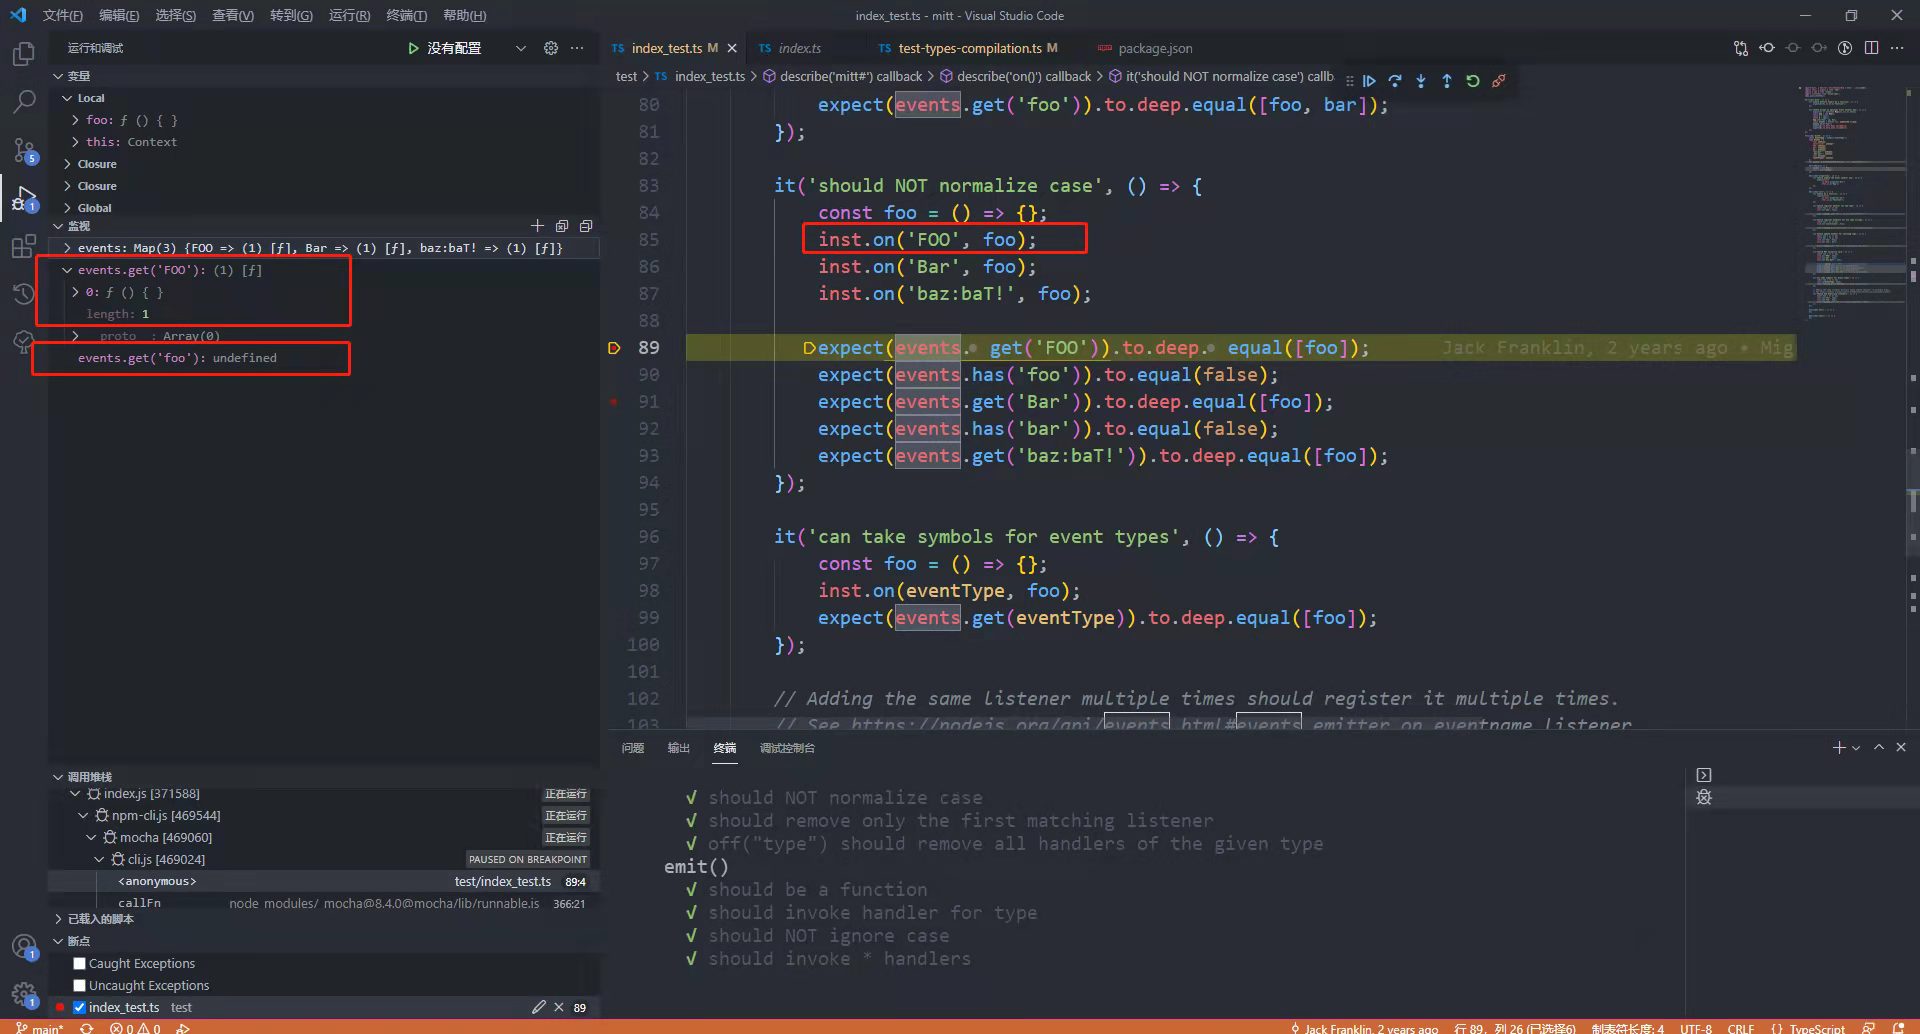 文件(F) 编辑(E) 选择(S) 查看(V) 转到(G) 运行(R) 终端(T) 帮助(H)
index_test.ts - mitt - Visual Studio Code
运行和调试
没有配置
TS index_test.ts M
TS index.ts
TS test-types-compilation.ts M
package.json
test > TS index_test.ts > describe('mitt#') callback > describe('on()') callback > it('should NOT normalize case') callb
变量
Local
foo: ƒ () { }
this: Context
Closure
Closure
Global
监视
events: Map(3) {FOO => (1) [ƒ], Bar => (1) [ƒ], baz:baT! => (1) [ƒ]}
events.get('FOO'): (1) [ƒ]
0: ƒ () { }
length: 1
proto : Array(0)
events.get('foo'): undefined
80 expect(events.get('foo')).to.deep.equal([foo, bar]);
81 });
82
83 it('should NOT normalize case', () => {
84 const foo = () => {};
85 inst.on('FOO', foo);
86 inst.on('Bar', foo);
87 inst.on('baz:baT!', foo);
88
89 expect(events. get('FOO')).to.deep. equal([foo]); Jack Franklin, 2 years ago • Mig
90 expect(events.has('foo')).to.equal(false);
91 expect(events.get('Bar')).to.deep.equal([foo]);
92 expect(events.has('bar')).to.equal(false);
93 expect(events.get('baz:baT!')).to.deep.equal([foo]);
94 });
95
96 it('can take symbols for event types', () => {
97 const foo = () => {};
98 inst.on(eventType, foo);
99 expect(events.get(eventType)).to.deep.equal([foo]);
100 });
101
102 // Adding the same listener multiple times should register it multiple times.
103 // See https://nodejs.org/api/events.html#events_emitter_on_eventname_listener
问题 输出 终端 调试控制台
√ should NOT normalize case
√ should remove only the first matching listener
√ off("type") should remove all handlers of the given type
emit()
√ should be a function
√ should invoke handler for type
√ should NOT ignore case
√ should invoke * handlers
调用堆栈
index.js [371588] 正在运行
npm-cli.js [469544] 正在运行
mocha [469060] 正在运行
cli.js [469024] PAUSED ON BREAKPOINT
<anonymous> test/index_test.ts 89:4
callFn node_modules/_mocha@8.4.0@mocha/lib/runnable.js 366:21
已载入的脚本
断点
Caught Exceptions
Uncaught Exceptions
index_test.ts test 89
5
1
1
1
main* 0 0 Jack Franklin, 2 years ago 行 89，列 26 (已选择6) 制表符长度: 4 UTF-8 CRLF {} TypeScript